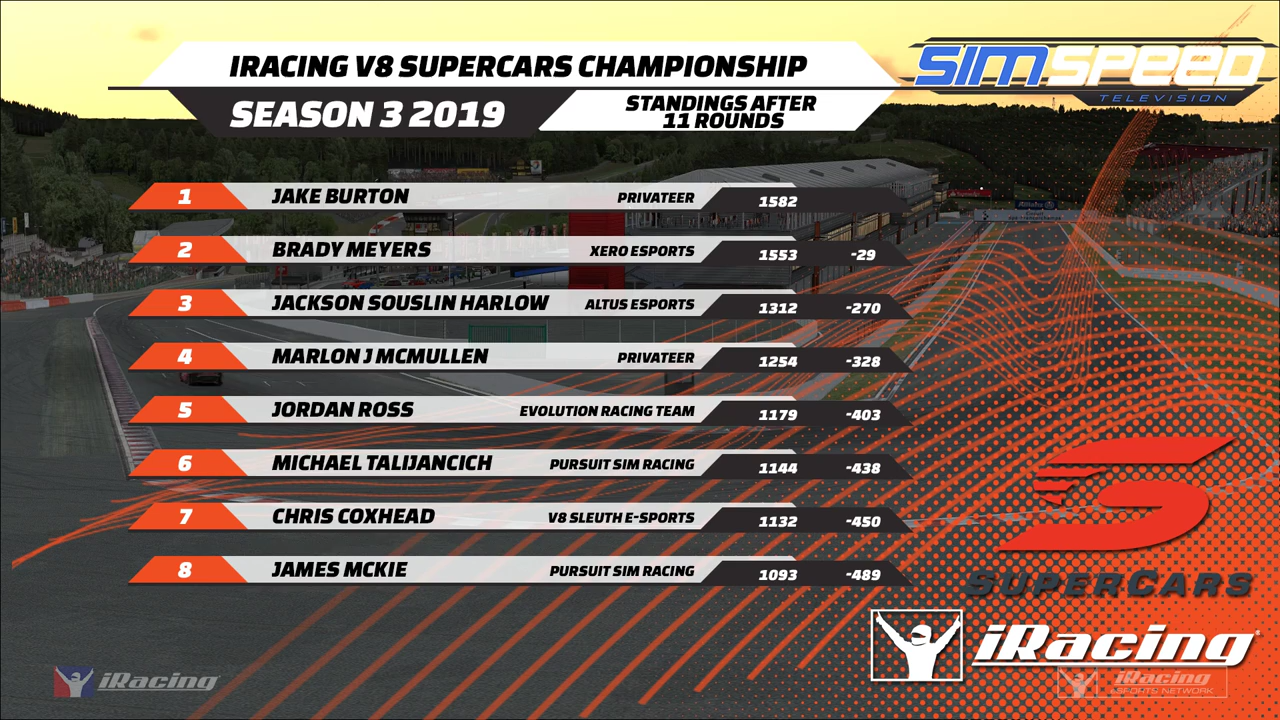 IRACING V8 SUPERCARS CHAMPIONSHIP
SIMSPEED
TELEVISION
SEASON 3 2019
STANDINGS AFTER
11 ROUNDS
1 JAKE BURTON PRIVATEER 1582
2 BRADY MEYERS XERO ESPORTS 1553 -29
3 JACKSON SOUSLIN HARLOW ALTUS ESPORTS 1312 -270
4 MARLON J MCMULLEN PRIVATEER 1254 -328
5 JORDAN ROSS EVOLUTION RACING TEAM 1179 -403
6 MICHAEL TALIJANCICH PURSUIT SIM RACING 1144 -438
7 CHRIS COXHEAD V8 SLEUTH E-SPORTS 1132 -450
8 JAMES MCKIE PURSUIT SIM RACING 1093 -489
SUPERCARS
iRacing
iRacing
iRacing
eSPORTS NETWORK